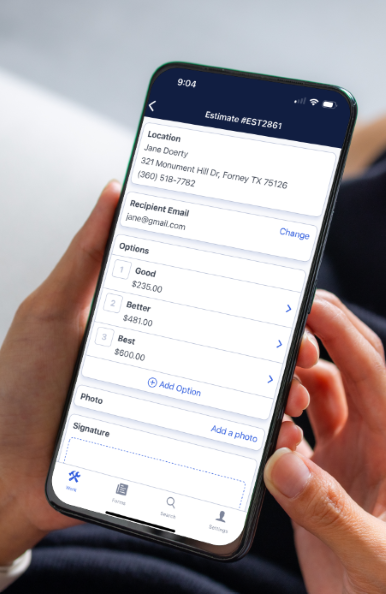 9:04
Estimate #EST2861
Location
Jane Doerty
321 Monument Hill Dr, Forney TX 75126
(360) 518-7782
Recipient Email
jane@gmail.com
Change
Options
1 Good
$235.00
2 Better
$481.00
3 Best
$600.00
Add Option
Photo
Add a photo
Signature
Work
Forms
Search
Settings